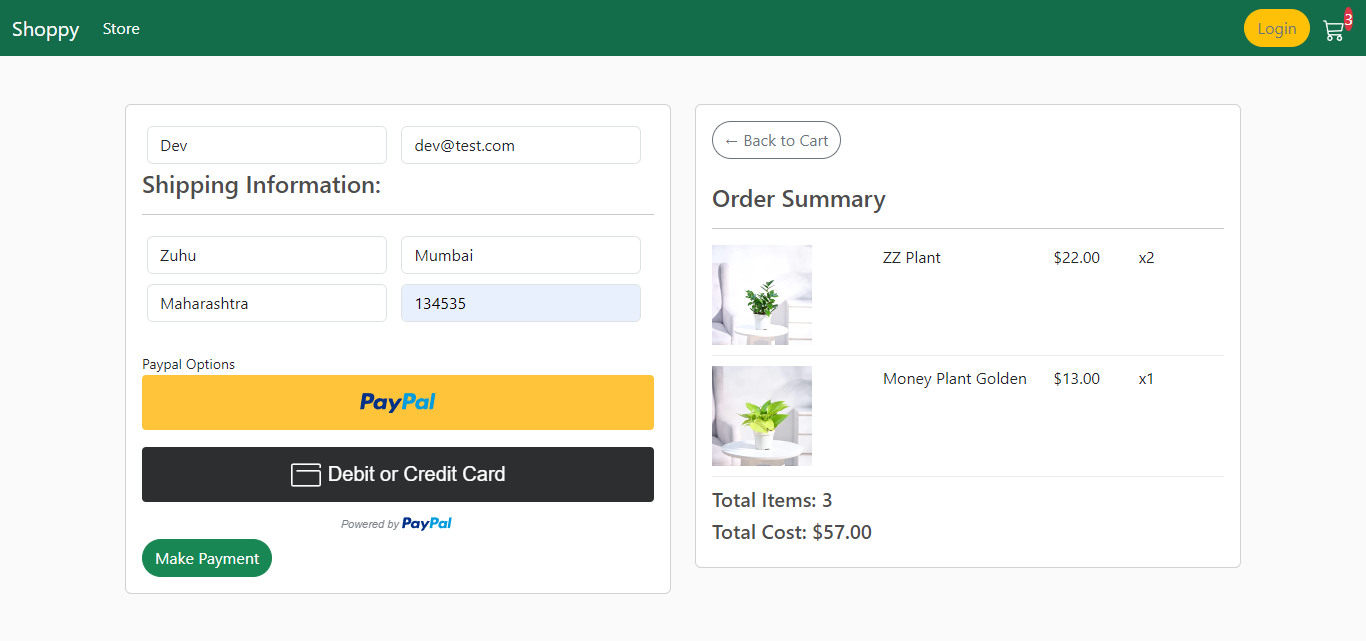 Shoppy Store Login 3
Dev dev@test.com
Shipping Information:
Zuhu Mumbai
Maharashtra 134535
Paypal Options
PayPal
Debit or Credit Card
Powered by PayPal
Make Payment
← Back to Cart
Order Summary
ZZ Plant $22.00 x2
Money Plant Golden $13.00 x1
Total Items: 3
Total Cost: $57.00